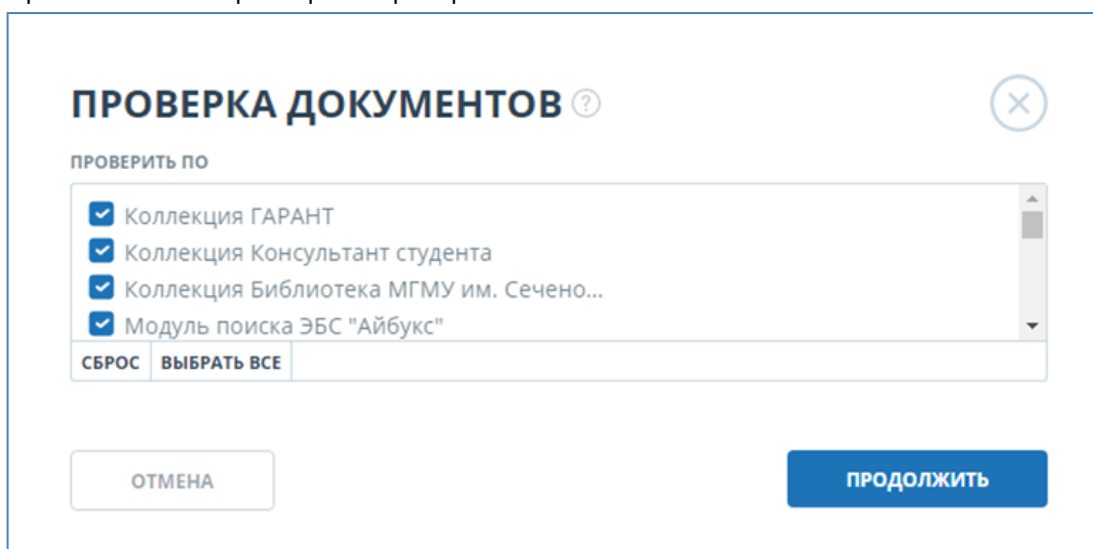 ПРОВЕРКА ДОКУМЕНТОВ ?
ПРОВЕРИТЬ ПО
Коллекция ГАРАНТ
Коллекция Консультант студента
Коллекция Библиотека МГМУ им. Сечено...
Модуль поиска ЭБС "Айбукс"
СБРОС ВЫБРАТЬ ВСЕ
ОТМЕНА ПРОДОЛЖИТЬ